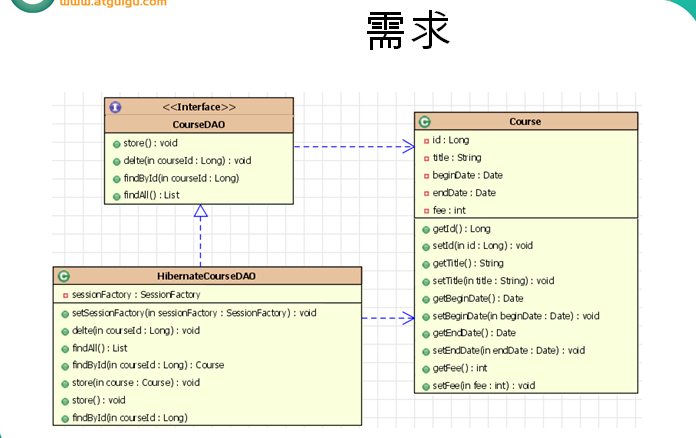 www.atguigu.com
需求
<<Interface>>
CourseDAO
store() : void
delte(in courseId : Long) : void
findById(in courseId : Long)
findAll() : List
HibernateCourseDAO
sessionFactory : SessionFactory
setSessionFactory(in sessionFactory : SessionFactory) : void
delte(in courseId : Long) : void
findAll() : List
findById(in courseId : Long) : Course
store(in course : Course) : void
store() : void
findById(in courseId : Long)
Course
id : Long
title : String
beginDate : Date
endDate : Date
fee : int
getId() : Long
setId(in id : Long) : void
getTitle() : String
setTitle(in title : String) : void
getBeginDate() : Date
setBeginDate(in beginDate : Date) : void
getEndDate() : Date
setEndDate(in endDate : Date) : void
getFee() : int
setFee(in fee : int) : void